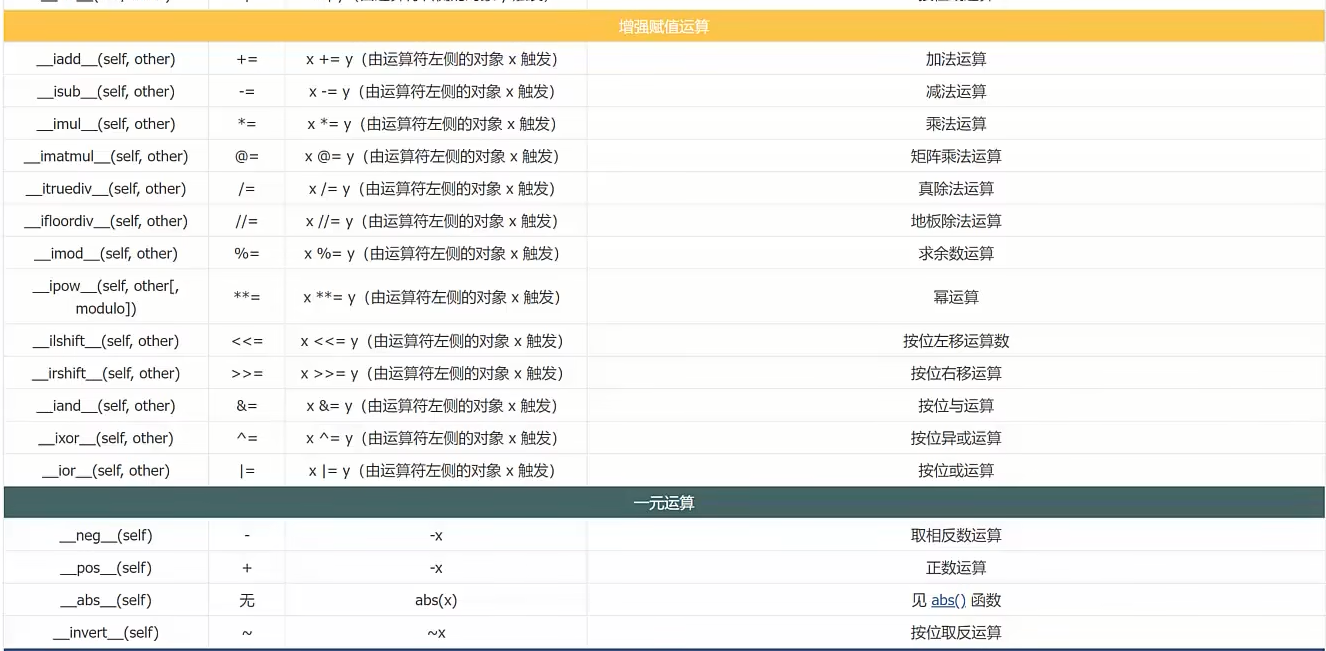 增强赋值运算
__iadd__(self, other) += x += y（由运算符左侧的对象 x 触发） 加法运算
__isub__(self, other) -= x -= y（由运算符左侧的对象 x 触发） 减法运算
__imul__(self, other) *= x *= y（由运算符左侧的对象 x 触发） 乘法运算
__imatmul__(self, other) @= x @= y（由运算符左侧的对象 x 触发） 矩阵乘法运算
__itruediv__(self, other) /= x /= y（由运算符左侧的对象 x 触发） 真除法运算
__ifloordiv__(self, other) //= x //= y（由运算符左侧的对象 x 触发） 地板除法运算
__imod__(self, other) %= x %= y（由运算符左侧的对象 x 触发） 求余数运算
__ipow__(self, other[,
modulo]) **= x **= y（由运算符左侧的对象 x 触发） 幂运算
__ilshift__(self, other) <<= x <<= y（由运算符左侧的对象 x 触发） 按位左移运算数
__irshift__(self, other) >>= x >>= y（由运算符左侧的对象 x 触发） 按位右移运算
__iand__(self, other) &= x &= y（由运算符左侧的对象 x 触发） 按位与运算
__ixor__(self, other) ^= x ^= y（由运算符左侧的对象 x 触发） 按位异或运算
__ior__(self, other) |= x |= y（由运算符左侧的对象 x 触发） 按位或运算
一元运算
__neg__(self) - -x 取相反数运算
__pos__(self) + -x 正数运算
__abs__(self) 无 abs(x) 见 abs() 函数
__invert__(self) ~ ~x 按位取反运算